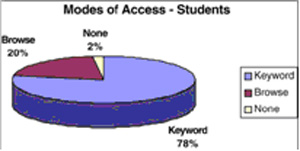 Modes of Access - Students
None
2%
Browse
20%
Keyword
78%
Keyword
Browse
None